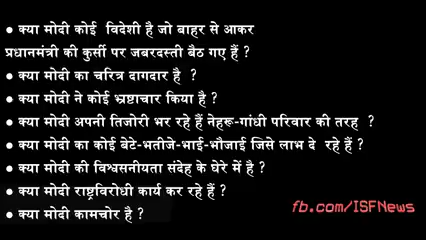 ● क्या मोदी कोई विदेशी है जो बाहर से आकर
प्रधानमंत्री की कुर्सी पर जबरदस्ती बैठ गए हैं ?
● क्या मोदी का चरित्र दागदार है ?
● क्या मोदी ने कोई भ्रष्टाचार किया है ?
● क्या मोदी अपनी तिजोरी भर रहे हैं नेहरू-गांधी परिवार की तरह ?
● क्या मोदी का कोई बेटे-भतीजे-भाई-भौजाई जिसे लाभ दे रहे हैं ?
● क्या मोदी की विश्वसनीयता संदेह के घेरे में है ?
● क्या मोदी राष्ट्रविरोधी कार्य कर रहे हैं ?
● क्या मोदी कामचोर है ?
fb.com/ISFNews